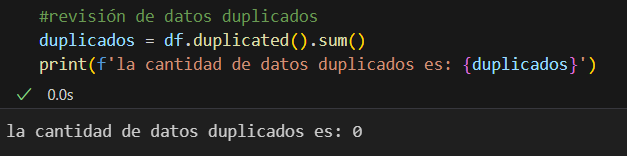 #revisión de datos duplicados
duplicados = df.duplicated().sum()
print(f'la cantidad de datos duplicados es: {duplicados}')
0.0s
la cantidad de datos duplicados es: 0